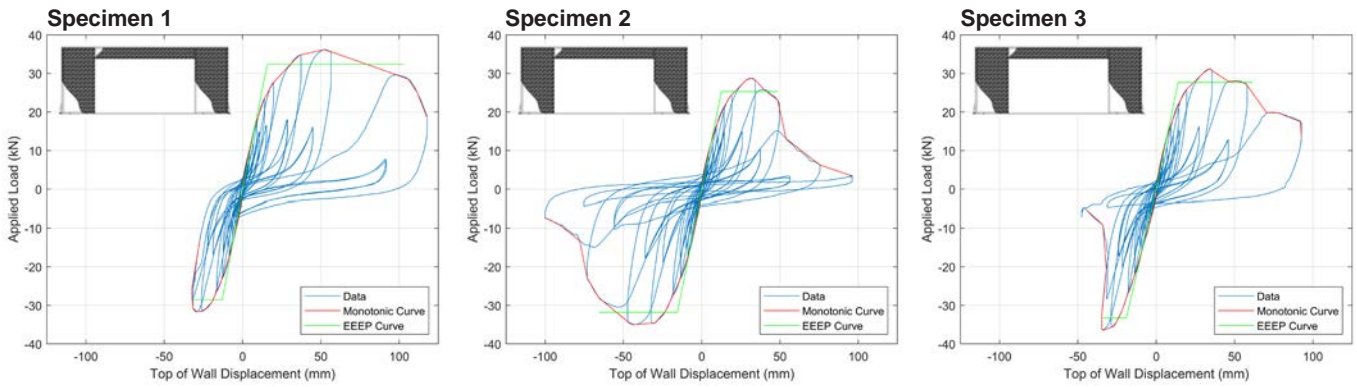 Specimen 1
40
30
20
10
0
-10
-20
-30
-40
Applied Load (kN)
-100 -50 0 50 100
Top of Wall Displacement (mm)
Data
Monotonic Curve
EEEP Curve
Specimen 2
40
30
20
10
0
-10
-20
-30
-40
Applied Load (kN)
-100 -50 0 50 100
Top of Wall Displacement (mm)
Data
Monotonic Curve
EEEP Curve
Specimen 3
40
30
20
10
0
-10
-20
-30
-40
Applied Load (kN)
-100 -50 0 50 100
Top of Wall Displacement (mm)
Data
Monotonic Curve
EEEP Curve